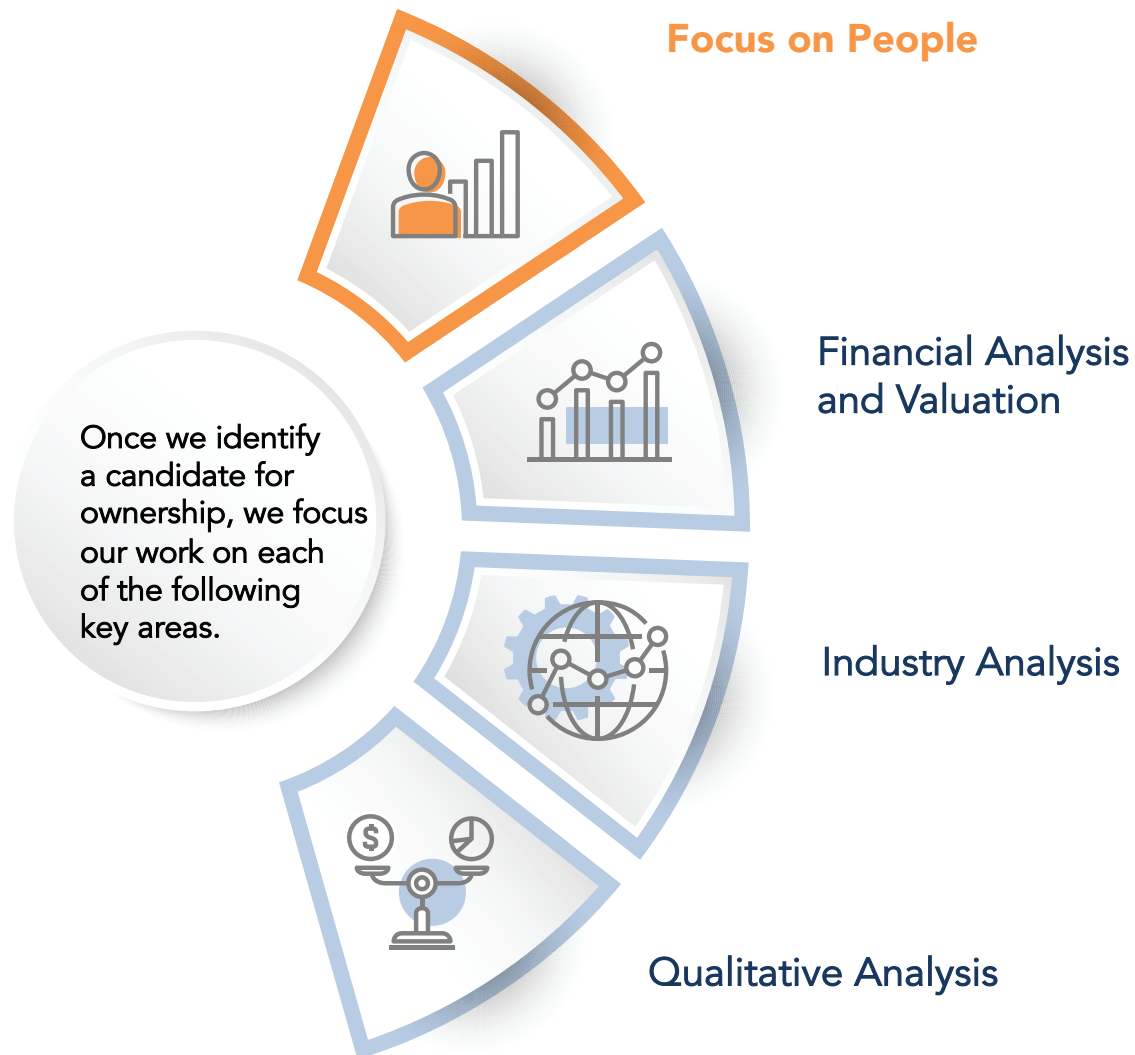 Focus on People
Financial Analysis
and Valuation
Once we identify
a candidate for
ownership, we focus
our work on each
of the following
key areas.
Industry Analysis
$
Qualitative Analysis